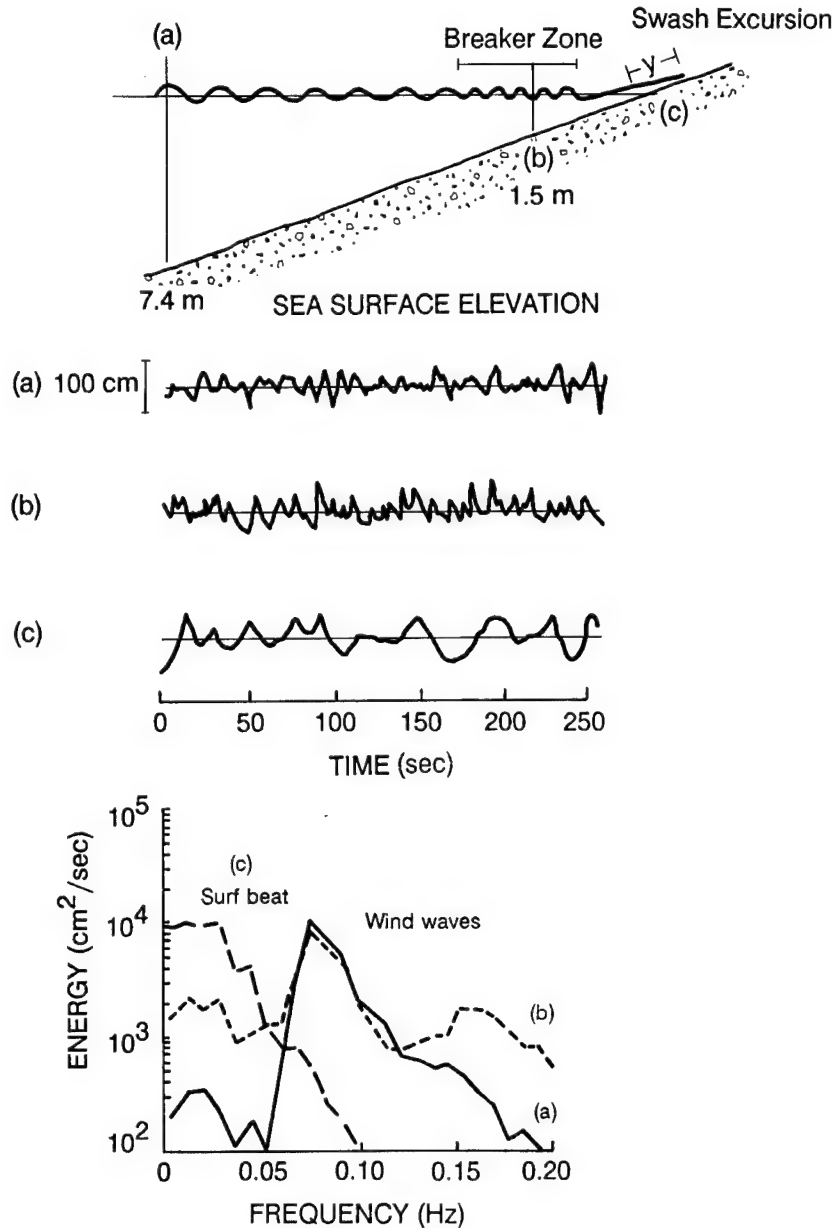 Swash Excursion
(a)
Breaker Zone
y
(c)
(b)
1.5 m
7.4 m
SEA SURFACE ELEVATION
(a) 100 cm
(b)
(c)
0 50 100 150 200 250
TIME (sec)
10^5
(c)
Surf beat
10^4
Wind waves
ENERGY (cm^2/sec)
(b)
10^3
(a)
10^2
0 0.05 0.10 0.15 0.20
FREQUENCY (Hz)